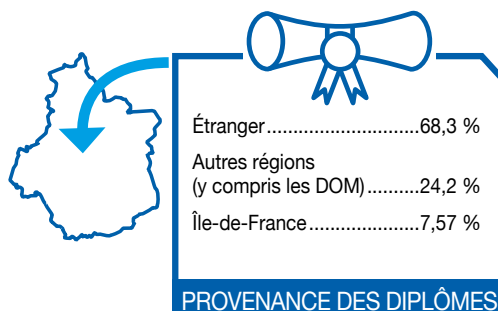 Étranger.............................68,3 %
Autres régions
(y compris les DOM)..........24,2 %
Île-de-France.....................7,57 %
PROVENANCE DES DIPLÔMES